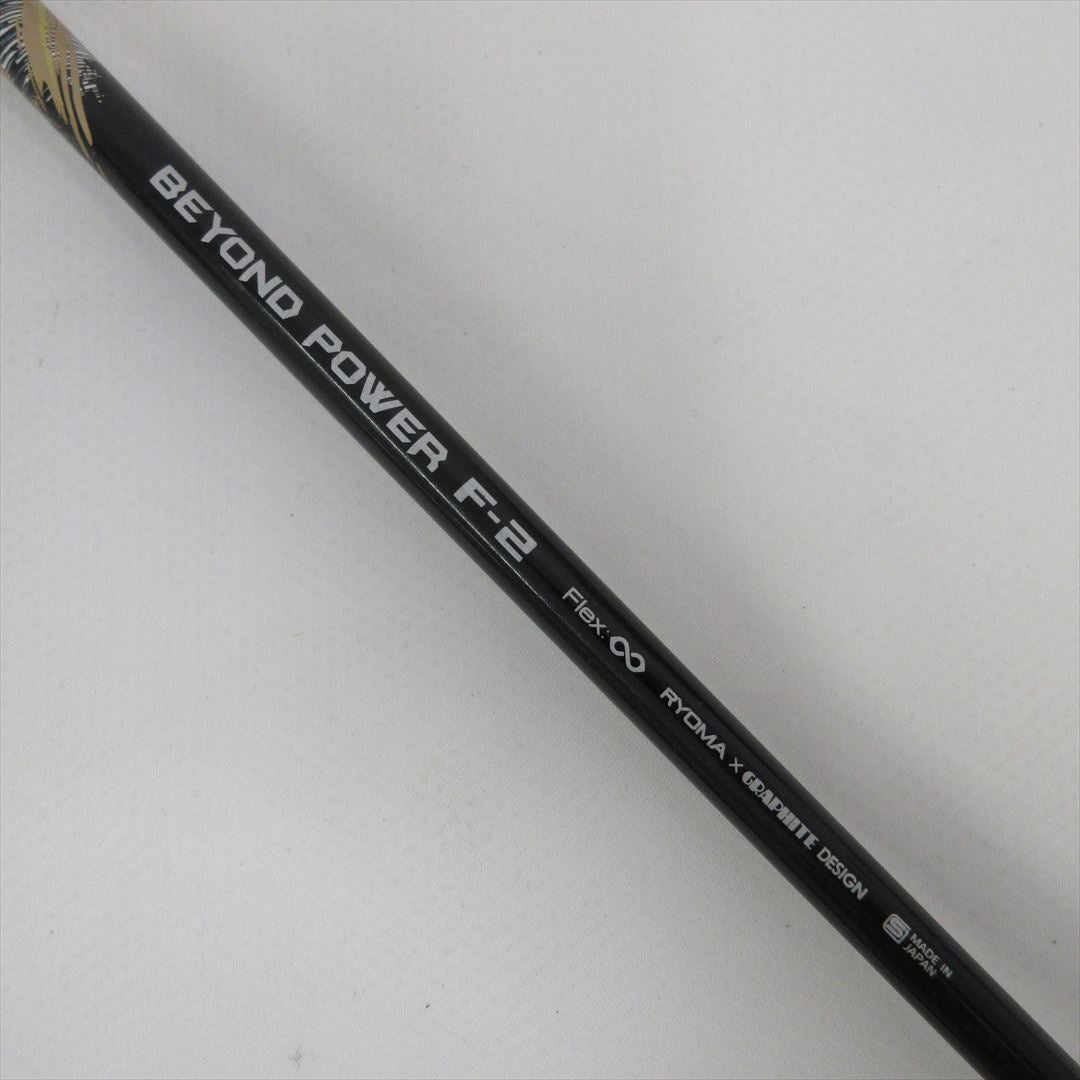 BEYOND POWER F-2 Flex:∞ RYOMA × GRAPHITE DESIGN S MADE IN
JAPAN